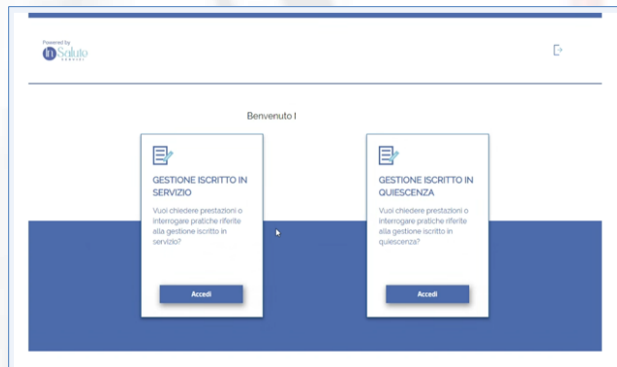 Powered by
InSalute
SERVIZI
Benvenuto I
GESTIONE ISCRITTO IN
SERVIZIO
Vuoi chiedere prestazioni o
interrogare pratiche riferite
alla gestione iscritto in
servizio?
Accedi
GESTIONE ISCRITTO IN
QUIESCENZA
Vuoi chiedere prestazioni o
interrogare pratiche riferite
alla gestione iscritto in
quiescenza?
Accedi